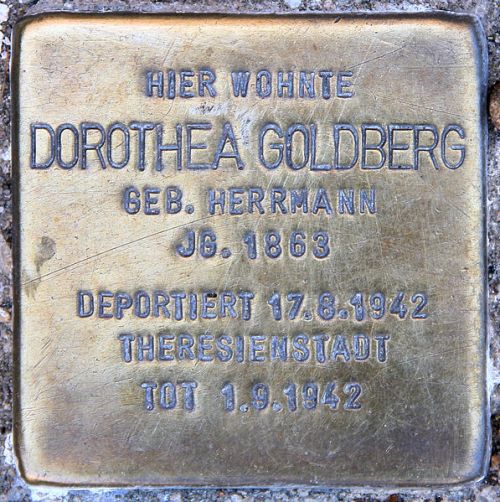 HIER WOHNTE
DOROTHEA GOLDBERG
GEB. HERRMANN
JG. 1863
DEPORTIERT 17.8.1942
THERESIENSTADT
TOT 1.9.1942